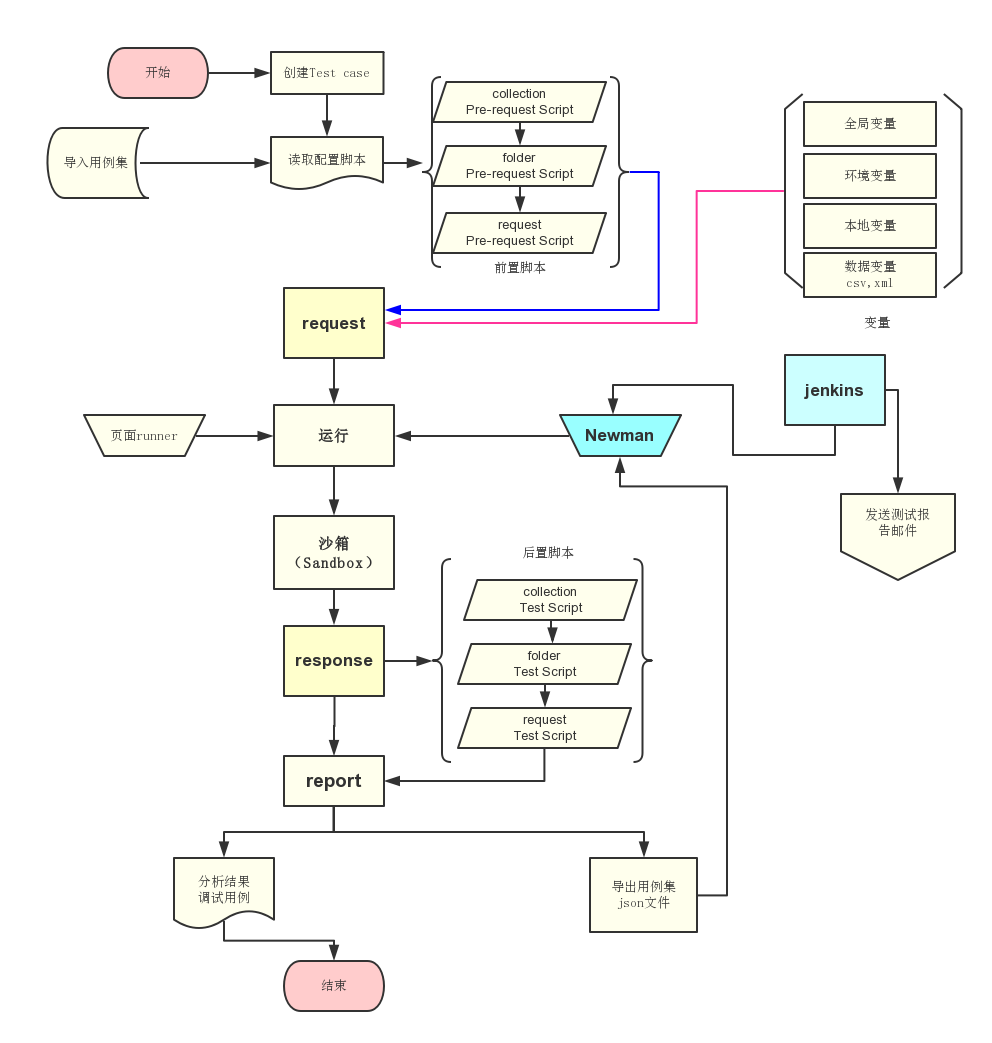 开始
创建Test case
导入用例集
读取配置脚本
collection
Pre-request Script
folder
Pre-request Script
request
Pre-request Script
前置脚本
全局变量
环境变量
本地变量
数据变量
csv,xml
变量
request
jenkins
页面runner
运行
Newman
发送测试报
告邮件
沙箱
（Sandbox）
后置脚本
collection
Test Script
folder
Test Script
request
Test Script
response
report
分析结果
调试用例
导出用例集
json文件
结束